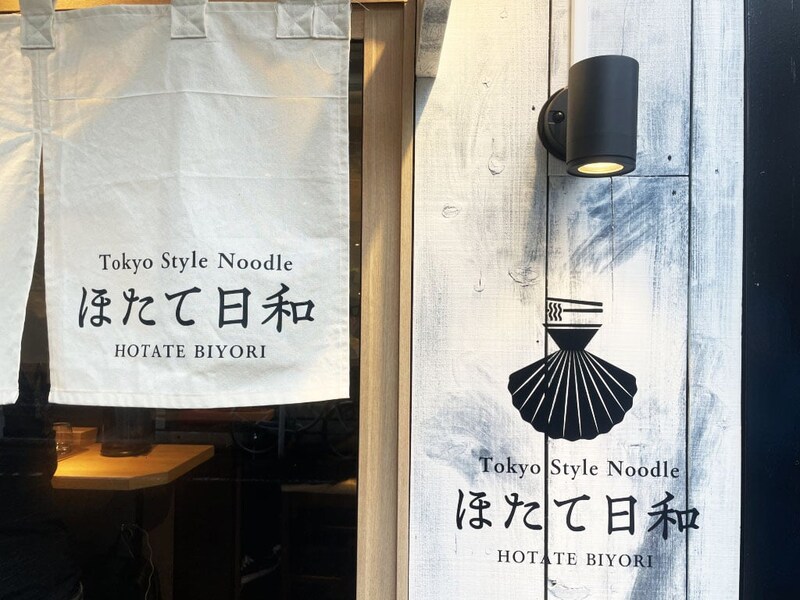 Tokyo Style Noodle
ほたて日和
HOTATE BIYORI
Tokyo Style Noodle
ほたて日和
HOTATE BIYORI